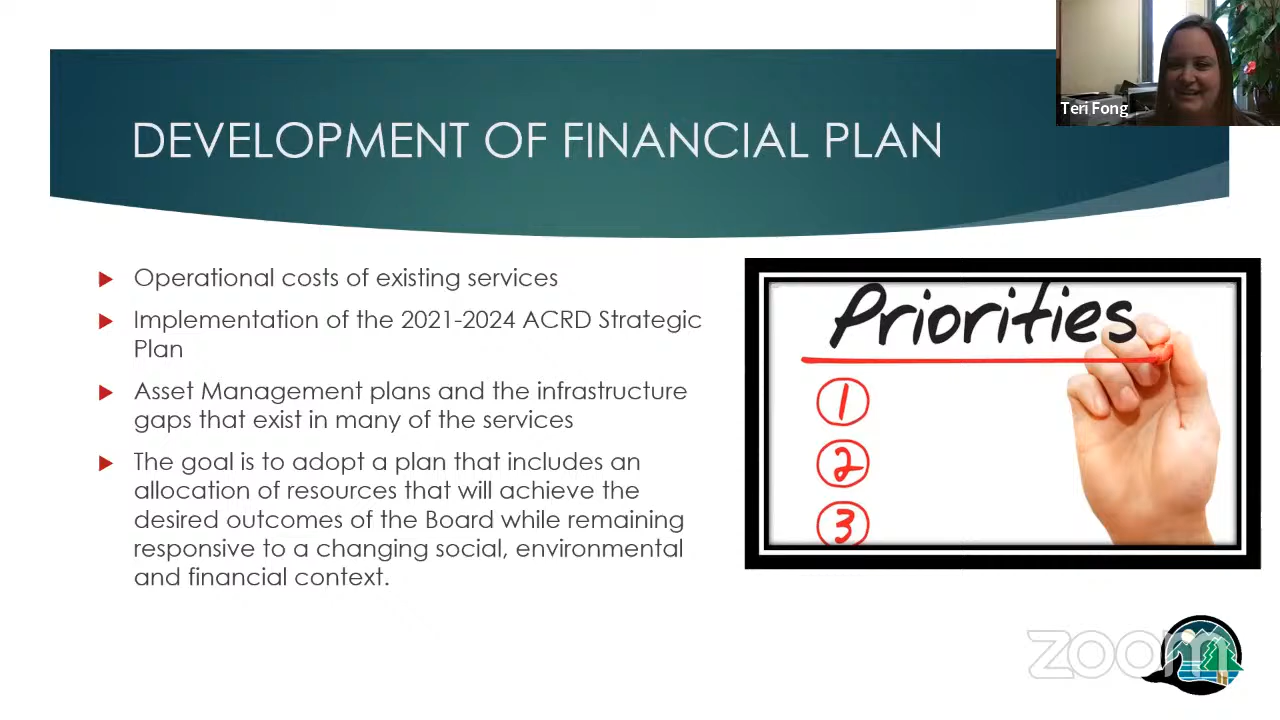 Teri Fong
DEVELOPMENT OF FINANCIAL PLAN
Operational costs of existing services
Implementation of the 2021-2024 ACRD Strategic
Plan
Asset Management plans and the infrastructure
gaps that exist in many of the services
The goal is to adopt a plan that includes an
allocation of resources that will achieve the
desired outcomes of the Board while remaining
responsive to a changing social, environmental
and financial context.
Priorities
1
2
3
zoom